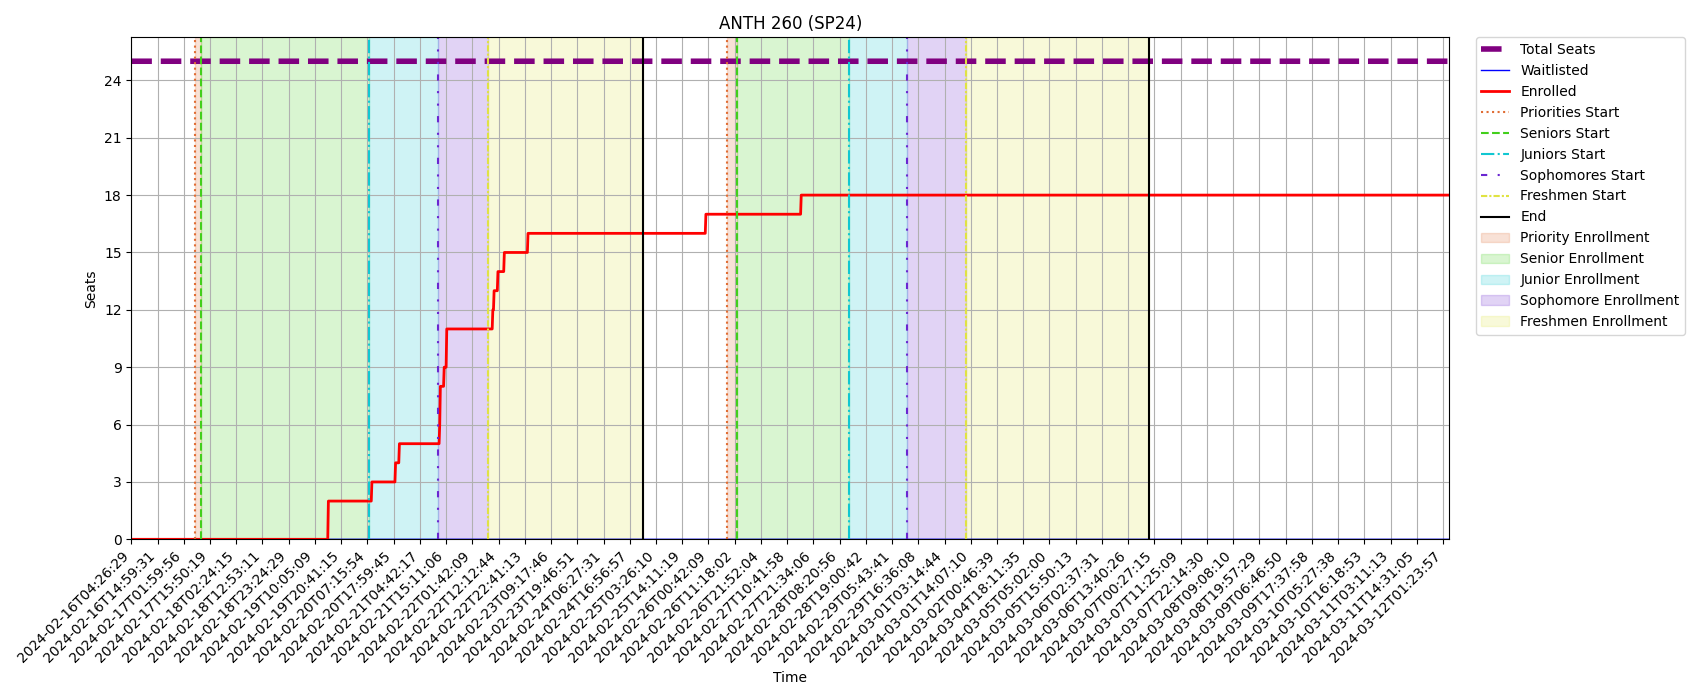 ANTH 260 (SP24)
Total Seats
Waitlisted
Enrolled
Priorities Start
Seniors Start
Juniors Start
Sophomores Start
Freshmen Start
End
Priority Enrollment
Senior Enrollment
Junior Enrollment
Sophomore Enrollment
Freshmen Enrollment
Seats
24
21
18
15
12
9
6
3
0
2024-02-16T04:26:29
2024-02-16T14:59:31
2024-02-17T01:59:56
2024-02-17T15:50:19
2024-02-18T02:24:15
2024-02-18T12:53:11
2024-02-18T23:24:29
2024-02-19T10:05:09
2024-02-19T20:41:15
2024-02-20T07:15:54
2024-02-20T17:59:45
2024-02-21T04:42:17
2024-02-21T15:11:06
2024-02-22T01:42:09
2024-02-22T12:12:44
2024-02-22T22:41:13
2024-02-23T09:17:46
2024-02-23T19:46:51
2024-02-24T06:27:31
2024-02-24T16:56:57
2024-02-25T03:26:10
2024-02-25T14:11:19
2024-02-26T00:42:09
2024-02-26T11:18:02
2024-02-26T21:52:04
2024-02-27T10:41:58
2024-02-27T21:34:06
2024-02-28T08:20:56
2024-02-28T19:00:42
2024-02-29T05:43:41
2024-02-29T16:36:08
2024-03-01T03:14:44
2024-03-01T14:07:10
2024-03-02T00:46:39
2024-03-04T18:11:35
2024-03-05T05:02:00
2024-03-05T15:50:13
2024-03-06T02:37:31
2024-03-06T13:40:26
2024-03-07T00:27:15
2024-03-07T11:25:09
2024-03-07T22:14:30
2024-03-08T09:08:10
2024-03-08T19:57:29
2024-03-09T06:46:50
2024-03-09T17:37:58
2024-03-10T05:27:38
2024-03-10T16:18:53
2024-03-11T03:11:13
2024-03-11T14:31:05
2024-03-12T01:23:57
Time